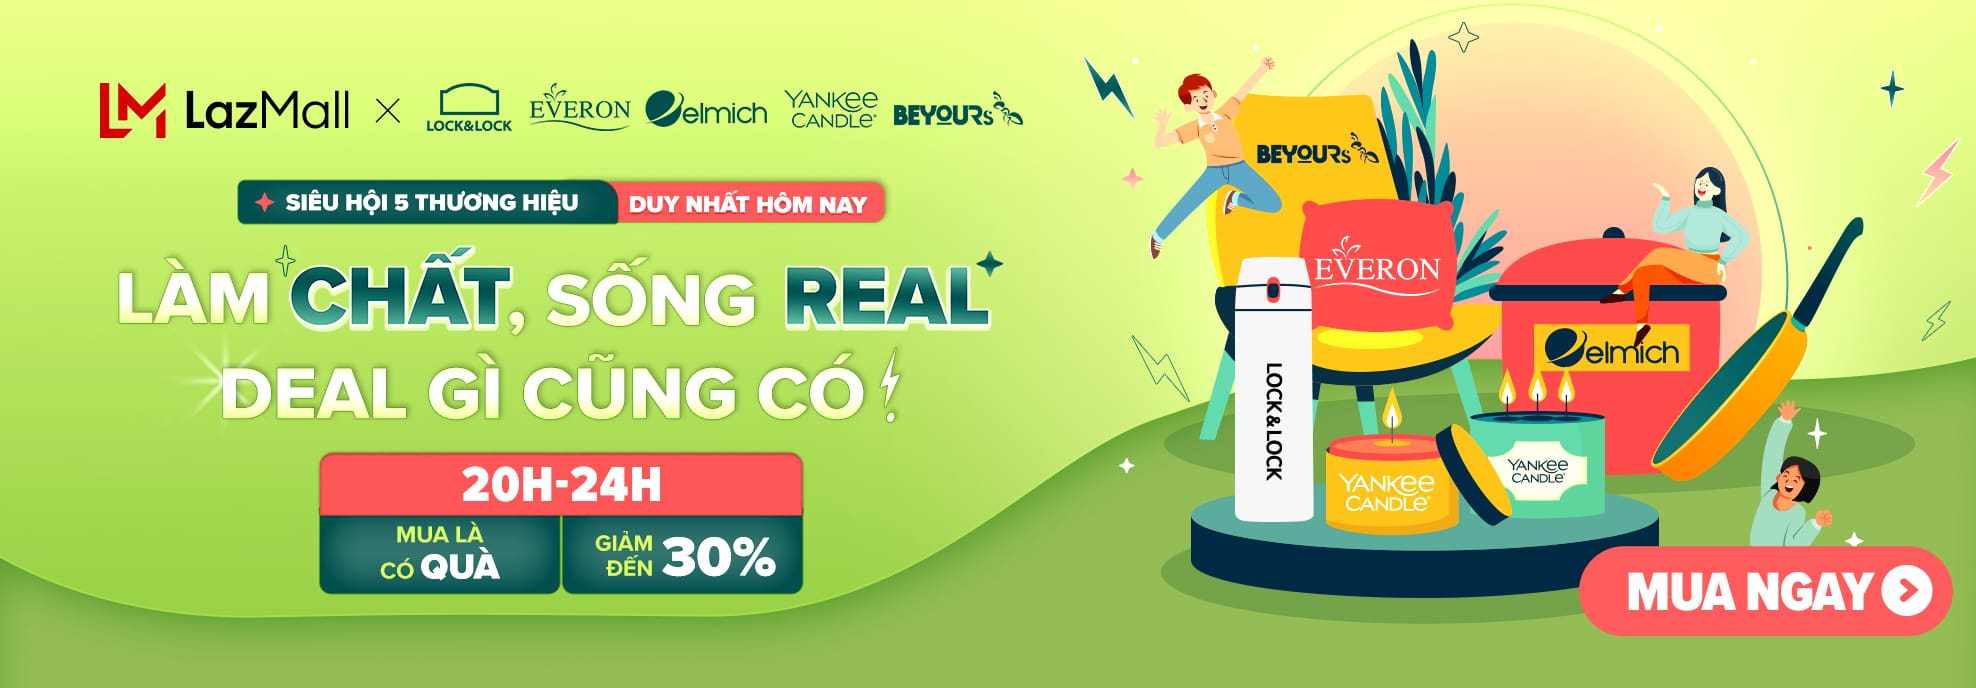 LM LazMall × LOCK&LOCK EVERON elmich YANKee CANDLE® BEYOURs
SIÊU HỘI 5 THƯƠNG HIỆU DUY NHẤT HÔM NAY
LÀM CHẤT, SỐNG REAL
DEAL GÌ CŨNG CÓ
20H-24H
MUA LÀ
CÓ QUÀ
GIẢM
ĐẾN 30%
BEYOURs
EVERON
elmich
LOCK&LOCK
YANKee
CANDLE®
YANKee
CANDLE®
MUA NGAY